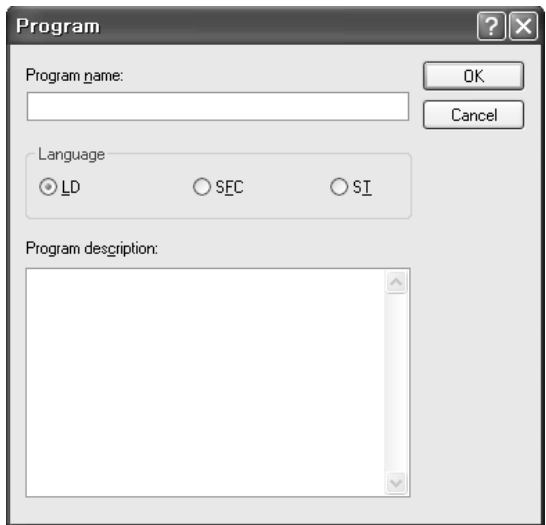 Program
Program name:
OK
Cancel
Language
LD SFC ST
Program description: